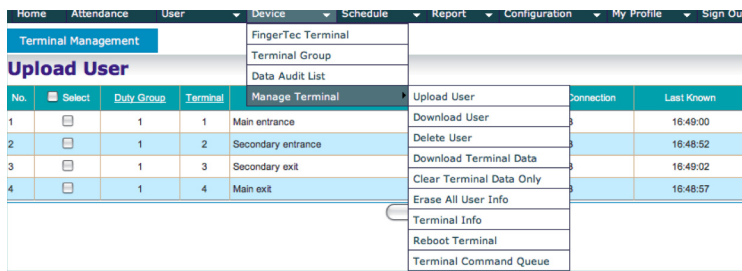 Home Attendance User Device Schedule Report Configuration My Profile Sign Ou
Terminal Management
FingerTec Terminal
Terminal Group
Data Audit List
Manage Terminal
Upload User
Download User
Delete User
Download Terminal Data
Clear Terminal Data Only
Erase All User Info
Terminal Info
Reboot Terminal
Terminal Command Queue
Upload User
No. Select Duty Group Terminal Connection Last Known
1 1 1 Main entrance 16:49:00
2 1 2 Secondary entrance 16:48:52
3 1 3 Secondary exit 16:49:02
4 1 4 Main exit 16:48:57